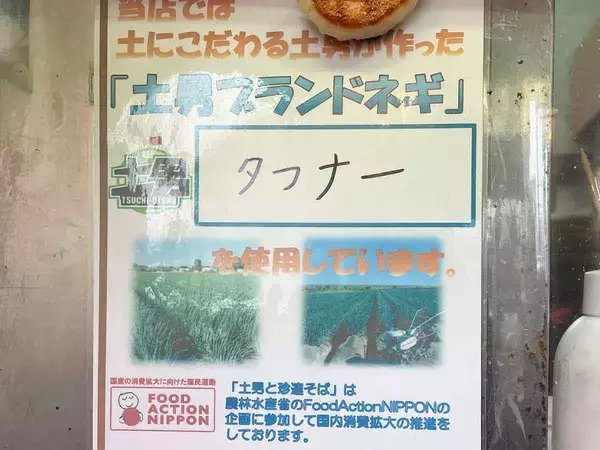 当店では
土にこだわる土男が作った
「土男ブランドネギ」
土男
TSUCHIOTOKO
タフナー
を使用しています。
国産の消費拡大に向けた国民運動
FOOD
ACTION
NIPPON
「土男と珍遊そば」は
農林水産省のFoodActionNIPPONの
企画に参加して国内消費拡大の推進を
しております。